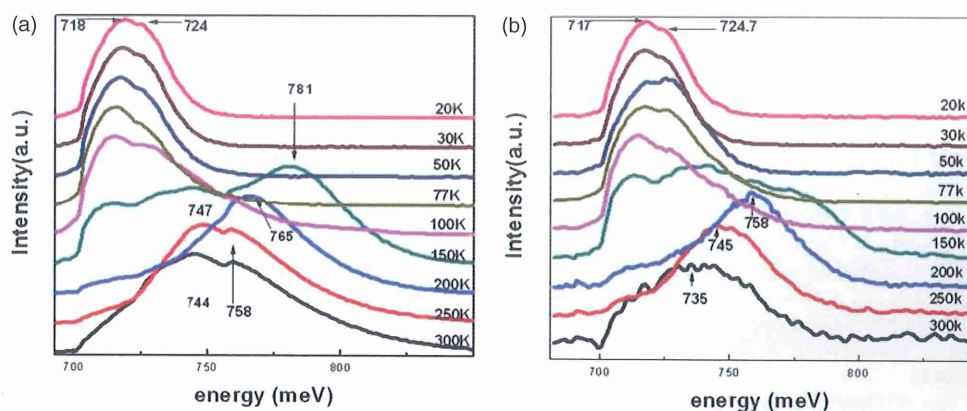 (a)
718
724
781
20K
30K
50K
77K
100K
150K
200K
250K
300K
747
765
744
758
Intensity(a.u.)
700
750
800
energy (meV)
(b)
717
724.7
20k
30k
50k
77k
100k
150k
200k
250k
300k
758
745
735
Intensity(a.u.)
700
750
800
energy (meV)